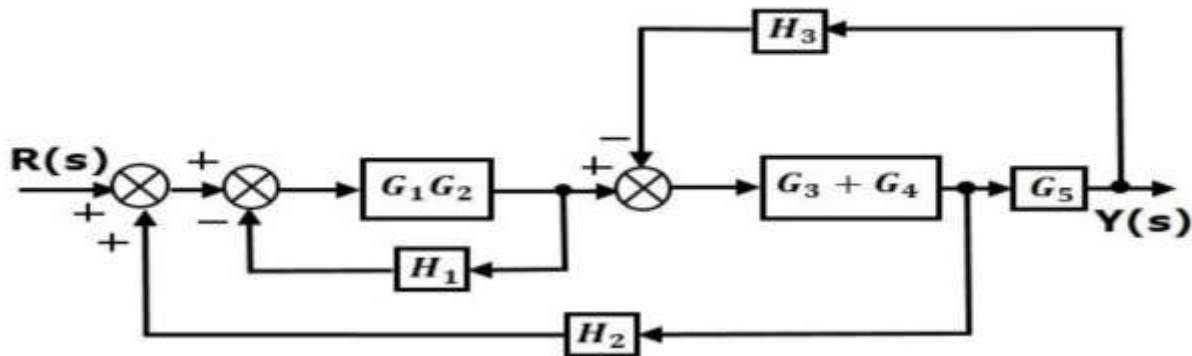 H₃
R(s)
+
+
+
−
G₁G₂
+
−
G₃ + G₄
G₅
Y(s)
+
H₁
H₂